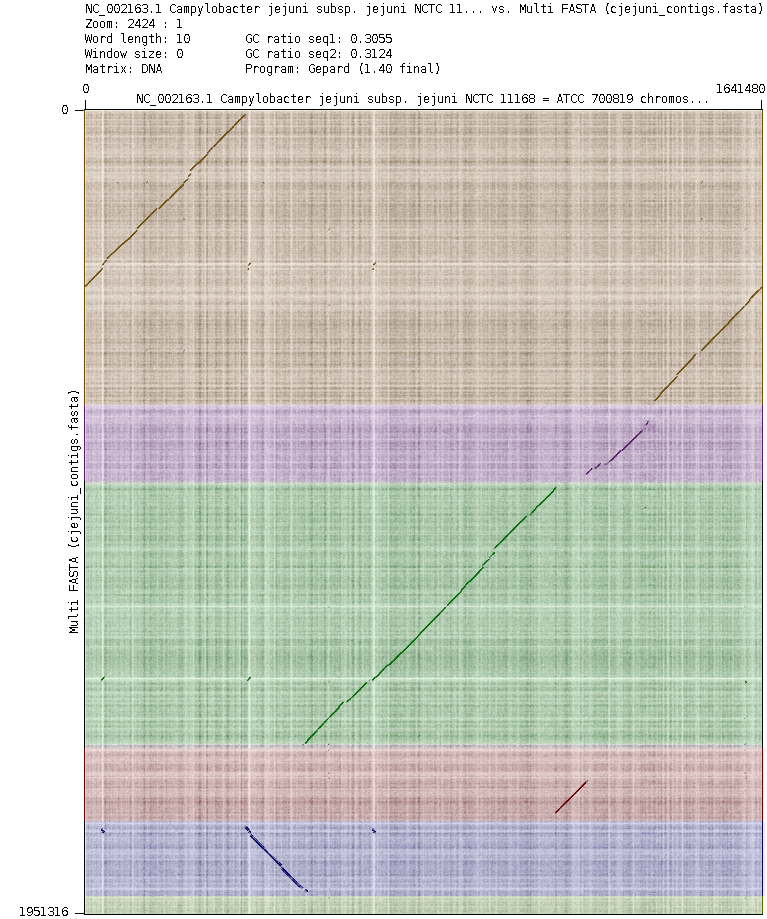 NC_002163.1 Campylobacter jejuni subsp. jejuni NCTC 11... vs. Multi FASTA (cjejuni_contigs.fasta)
Zoom: 2424 : 1
Word length: 10 GC ratio seq1: 0.3055
Window size: 0 GC ratio seq2: 0.3124
Matrix: DNA Program: Gepard (1.40 final)
0 1641480
NC_002163.1 Campylobacter jejuni subsp. jejuni NCTC 11168 = ATCC 700819 chromos...
0
Multi FASTA (cjejuni_contigs.fasta)
1951316